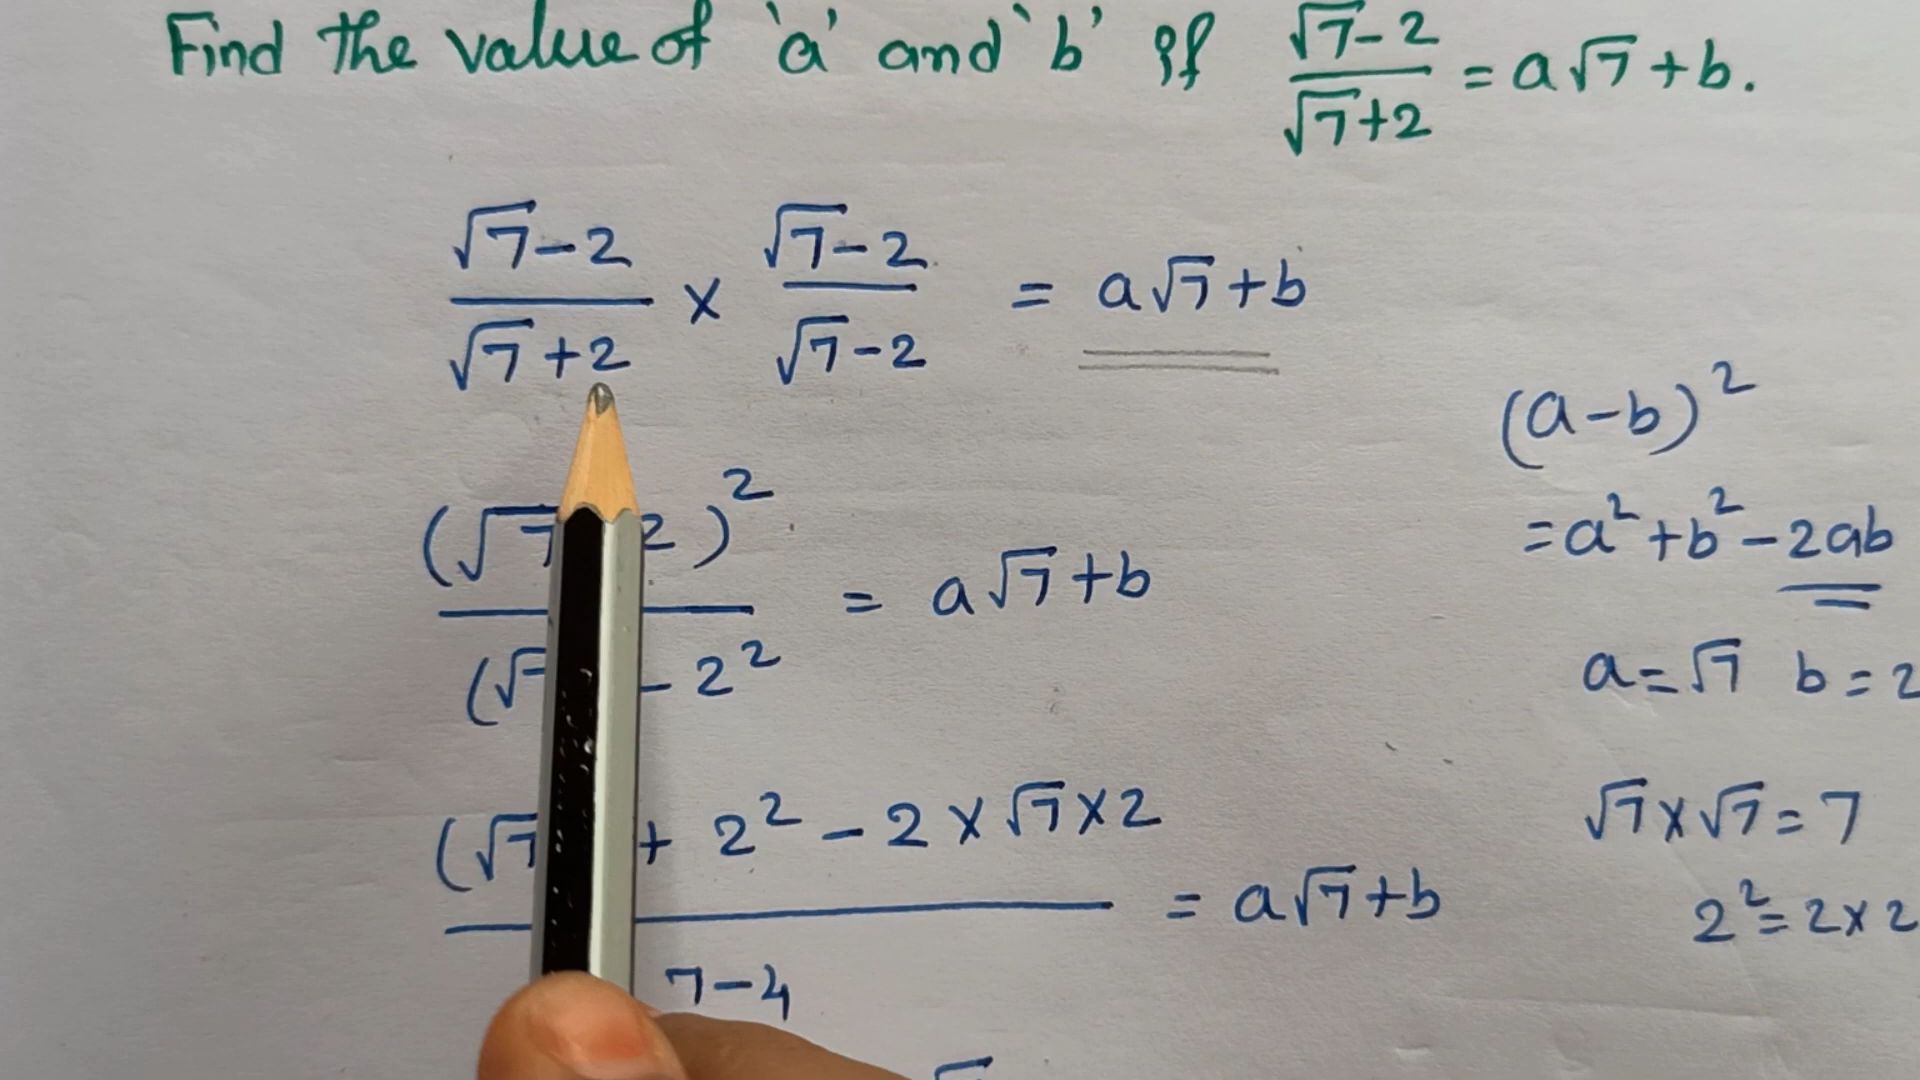 Find the value of 'a' and 'b' if (√7-2)/(√7+2) = a√7+b.
(√7-2)/(√7+2) × (√7-2)/(√7-2) = a√7+b
(√7 2)² / (√ - 2² = a√7+b
(√7 + 2² - 2×√7×2 / 7-4 = a√7+b
(a-b)²
=a²+b²-2ab
a=√7 b=2
√7×√7=7
2²=2×2